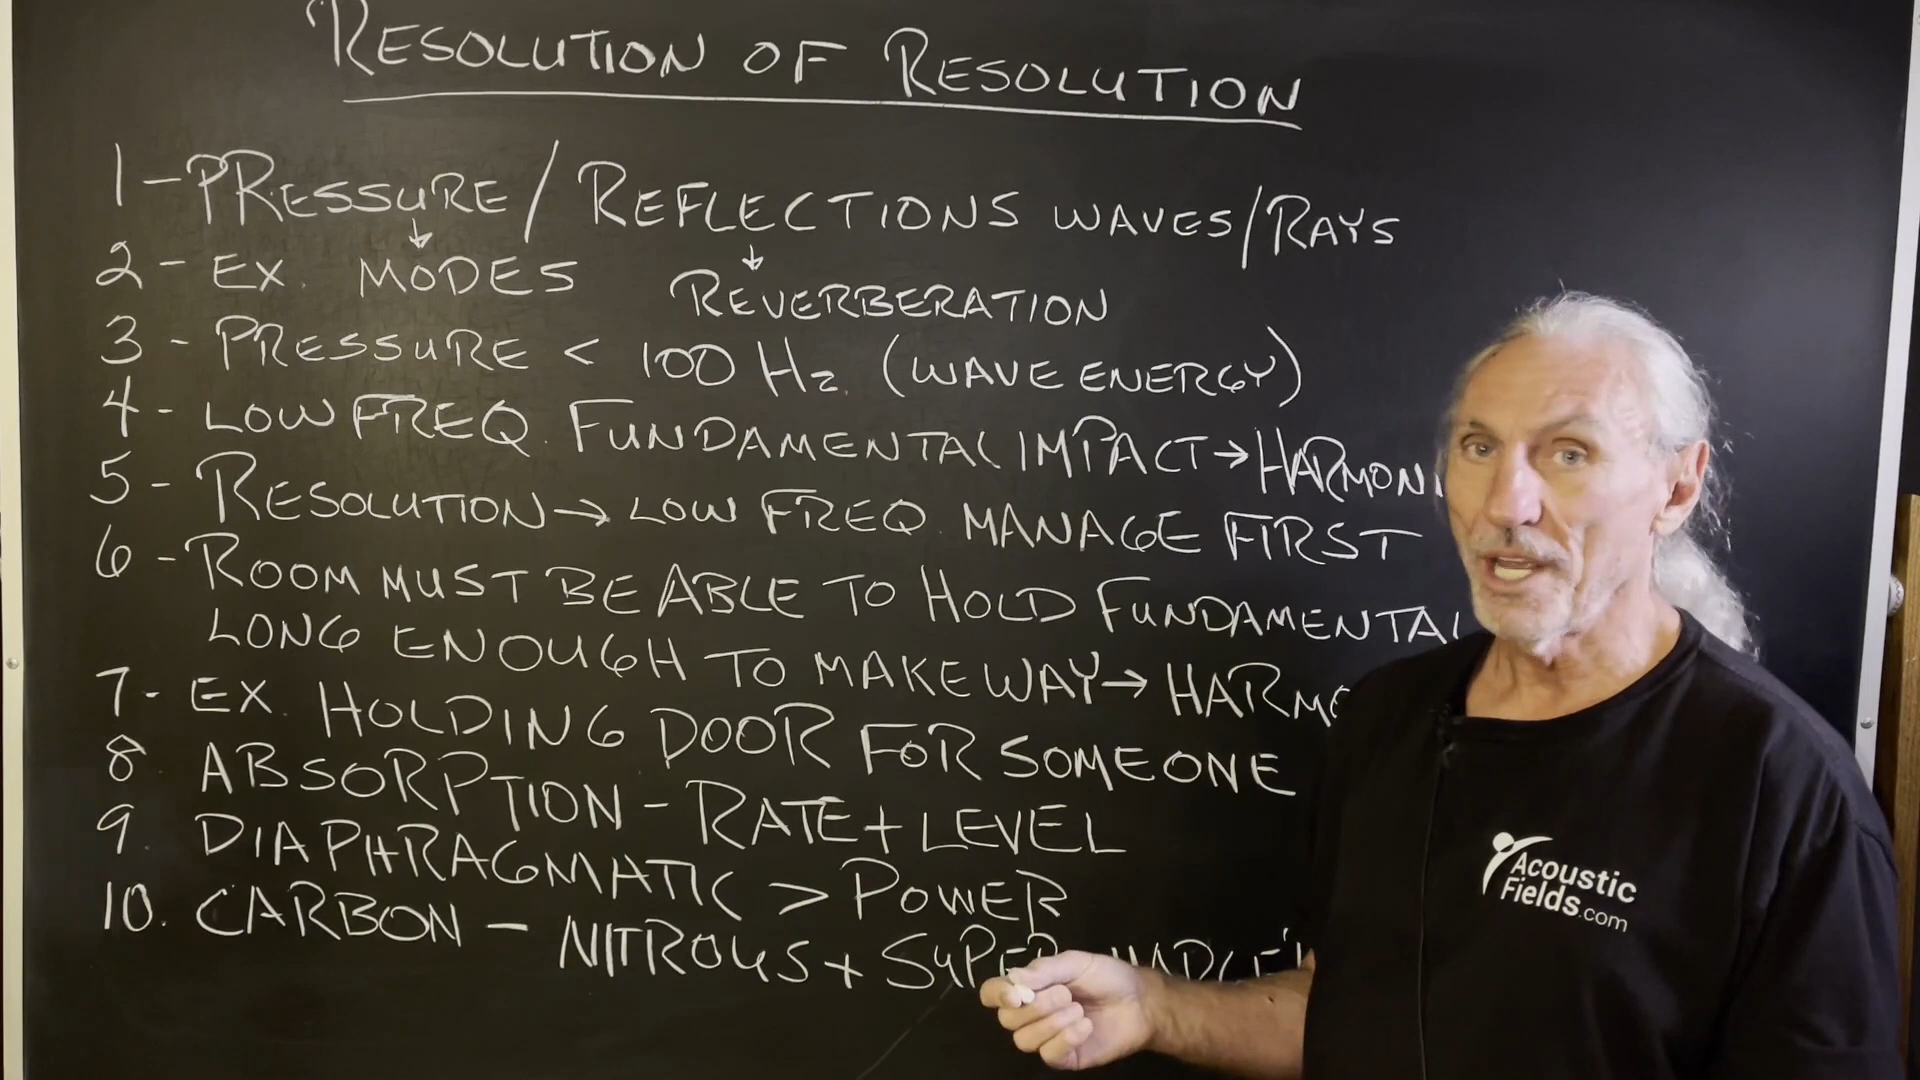 RESOLUTION OF RESOLUTION
1 - PRESSURE / REFLECTIONS WAVES/RAYS
2 - EX. MODES REVERBERATION
3 - PRESSURE < 100 Hz. (WAVE ENERGY)
4 - LOW FREQ. FUNDAMENTAL IMPACT → HARMONI
5 - RESOLUTION → LOW FREQ. MANAGE FIRST
6 - ROOM MUST BE ABLE TO HOLD FUNDAMENTAL
LONG ENOUGH TO MAKE WAY → HARMO
7 - EX. HOLDING DOOR FOR SOMEONE
8 ABSORPTION - RATE + LEVEL
9. DIAPHRAGMATIC > POWER
10. CARBON - NITROUS + SUPER
Acoustic
Fields.com